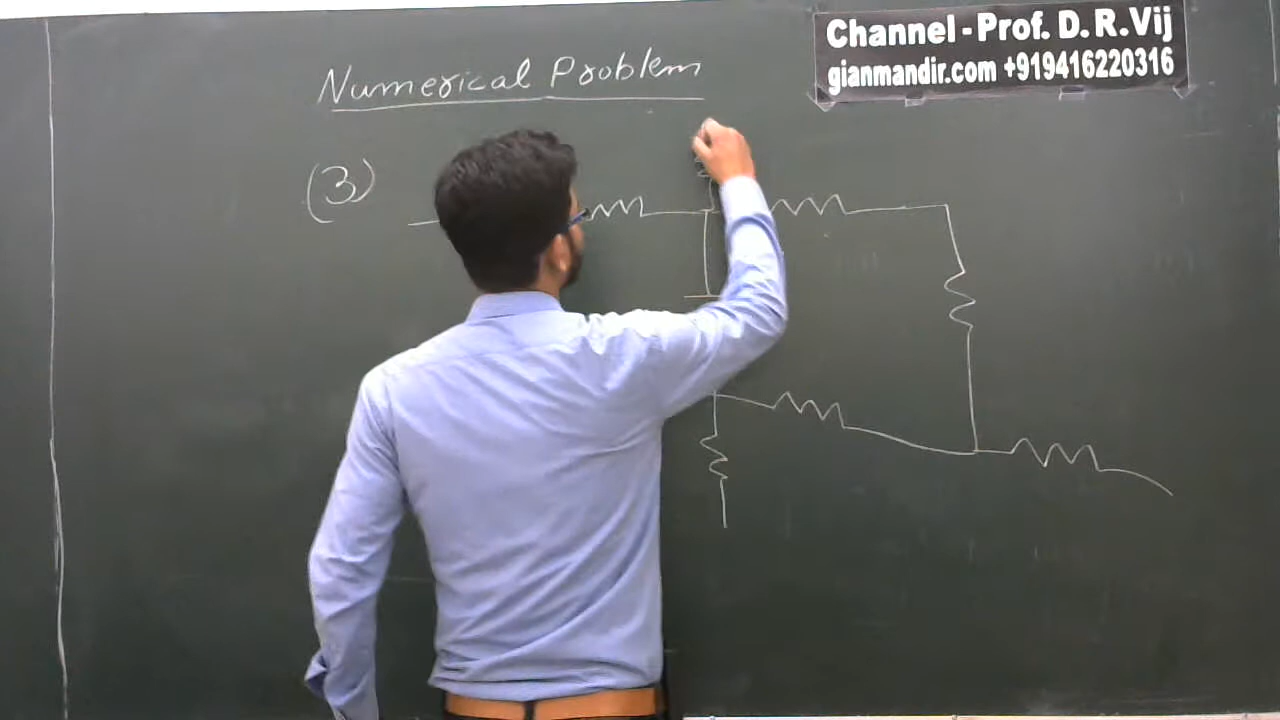 Channel - Prof. D. R. Vij
gianmandir.com +919416220316
Numerical Problem
(3)